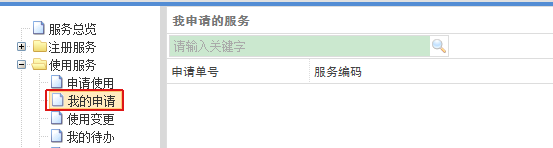 服务总览
注册服务
使用服务
申请使用
我的申请
使用变更
我的待办
我申请的服务
请输入关键字
申请单号 服务编码